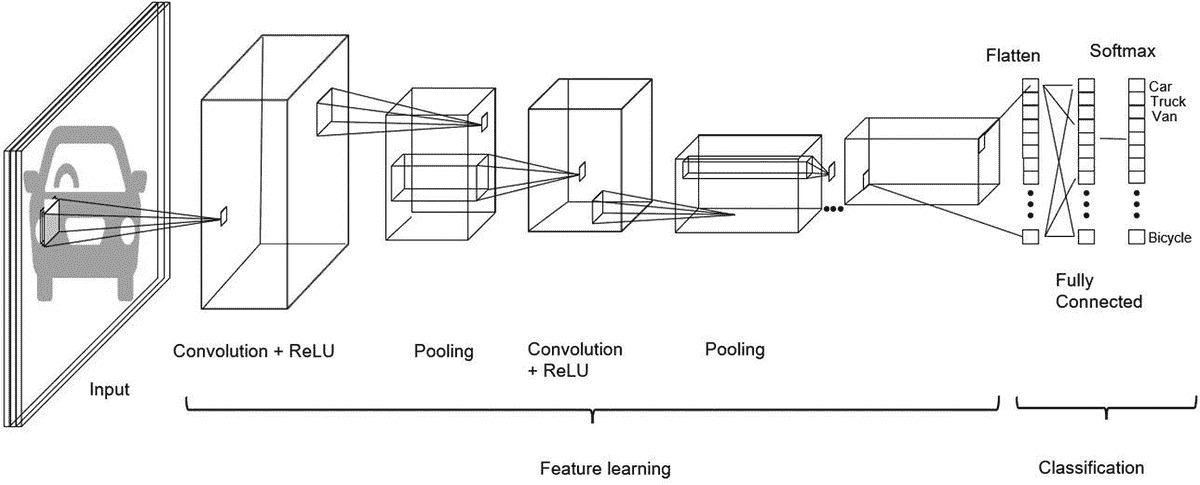 Flatten
Softmax
Car
Truck
Van
Bicycle
Fully
Connected
Convolution + ReLU
Pooling
Convolution
+ ReLU
Pooling
Input
Feature learning
Classification